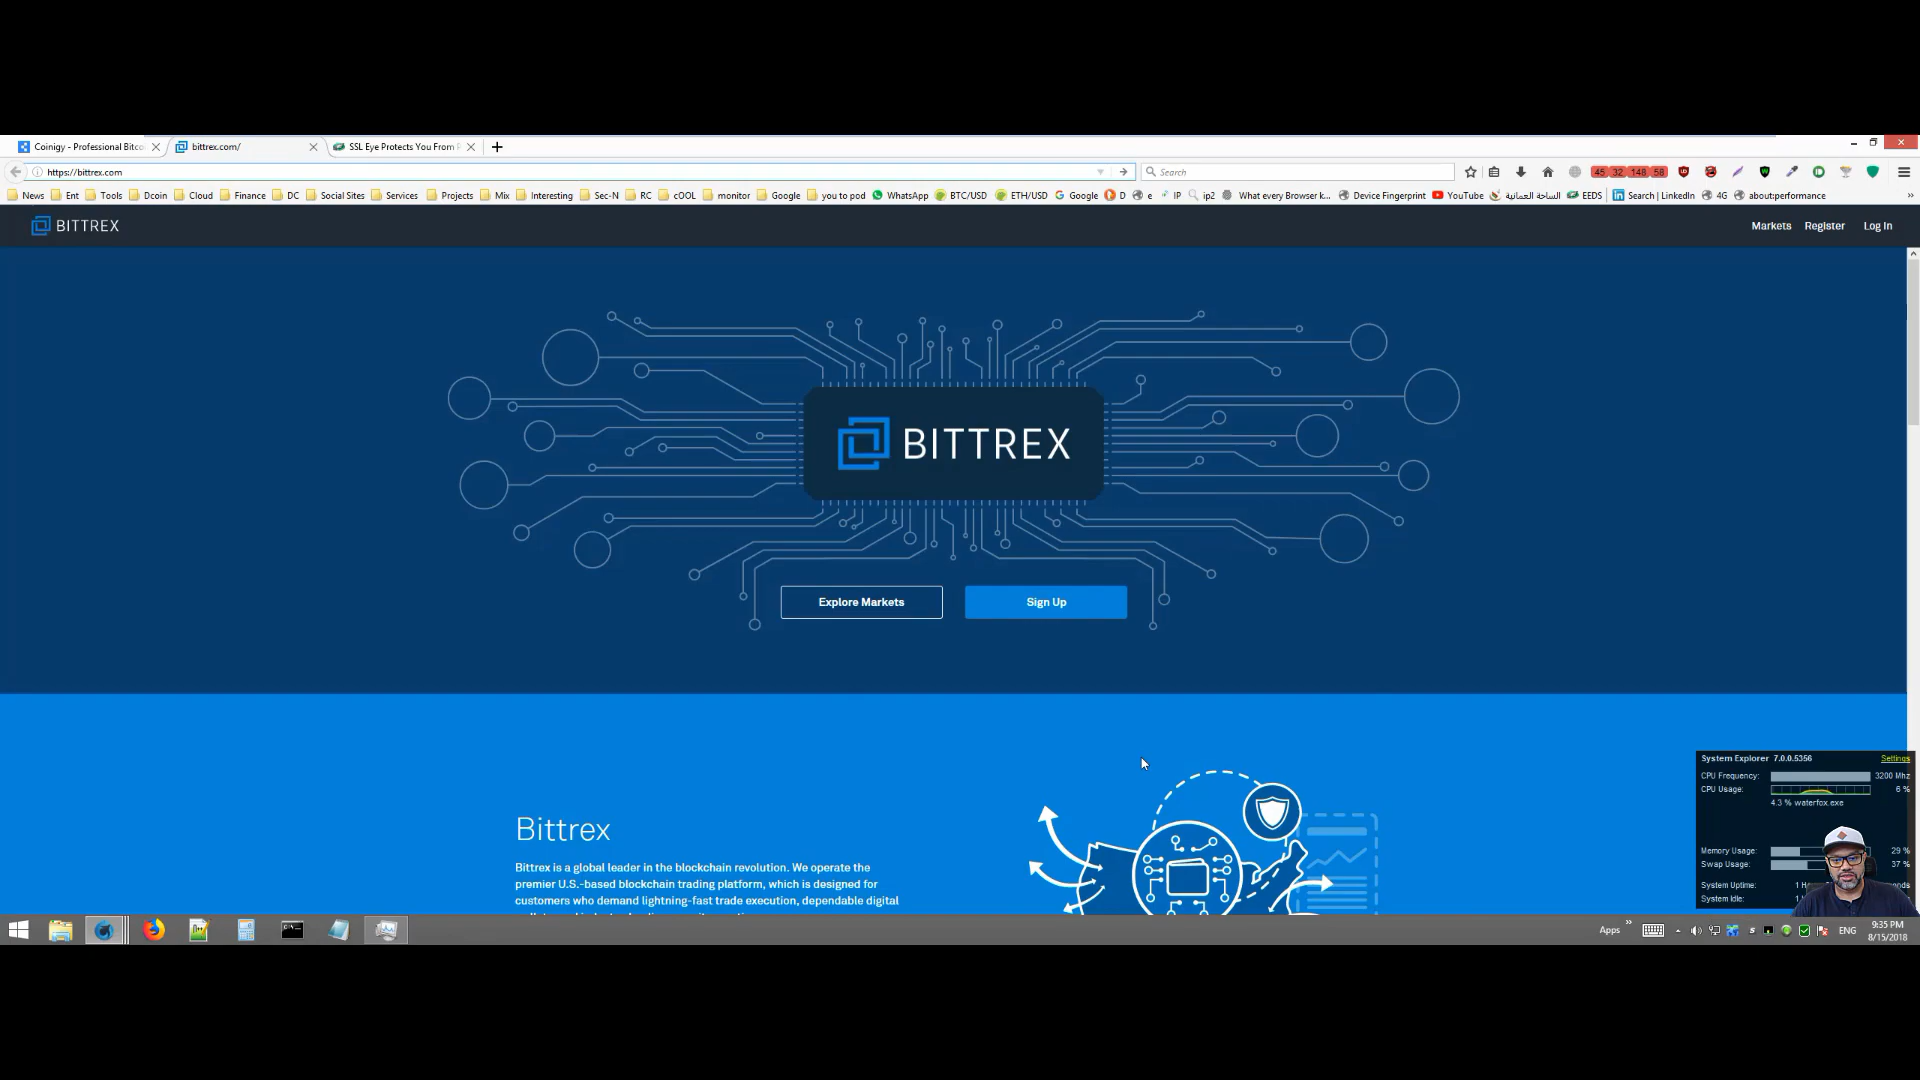 Coinigy - Professional Bitco
bittrex.com/
SSL Eye Protects You From
https://bittrex.com
Search
45 32 148 58
News Ent Tools Dcoin Cloud Finance DC Social Sites Services Projects Mix Interesting Sec-N RC cOOL monitor Google you to pod WhatsApp BTC/USD ETH/USD Google D e IP ip2 What every Browser k... Device Fingerprint YouTube الساحة العمانية EEDS Search | LinkedIn 4G about:performance
BITTREX
Markets Register Log In
BITTREX
Explore Markets
Sign Up
Bittrex
Bittrex is a global leader in the blockchain revolution. We operate the
premier U.S.-based blockchain trading platform, which is designed for
customers who demand lightning-fast trade execution, dependable digital
System Explorer 7.0.0.5356 Settings
CPU Frequency: 3200 Mhz
CPU Usage: 6 %
4.3 % waterfox.exe
Memory Usage: 29 %
Swap Usage: 37 %
System Uptime:
System Idle:
Apps
ENG
9:35 PM
8/15/2018